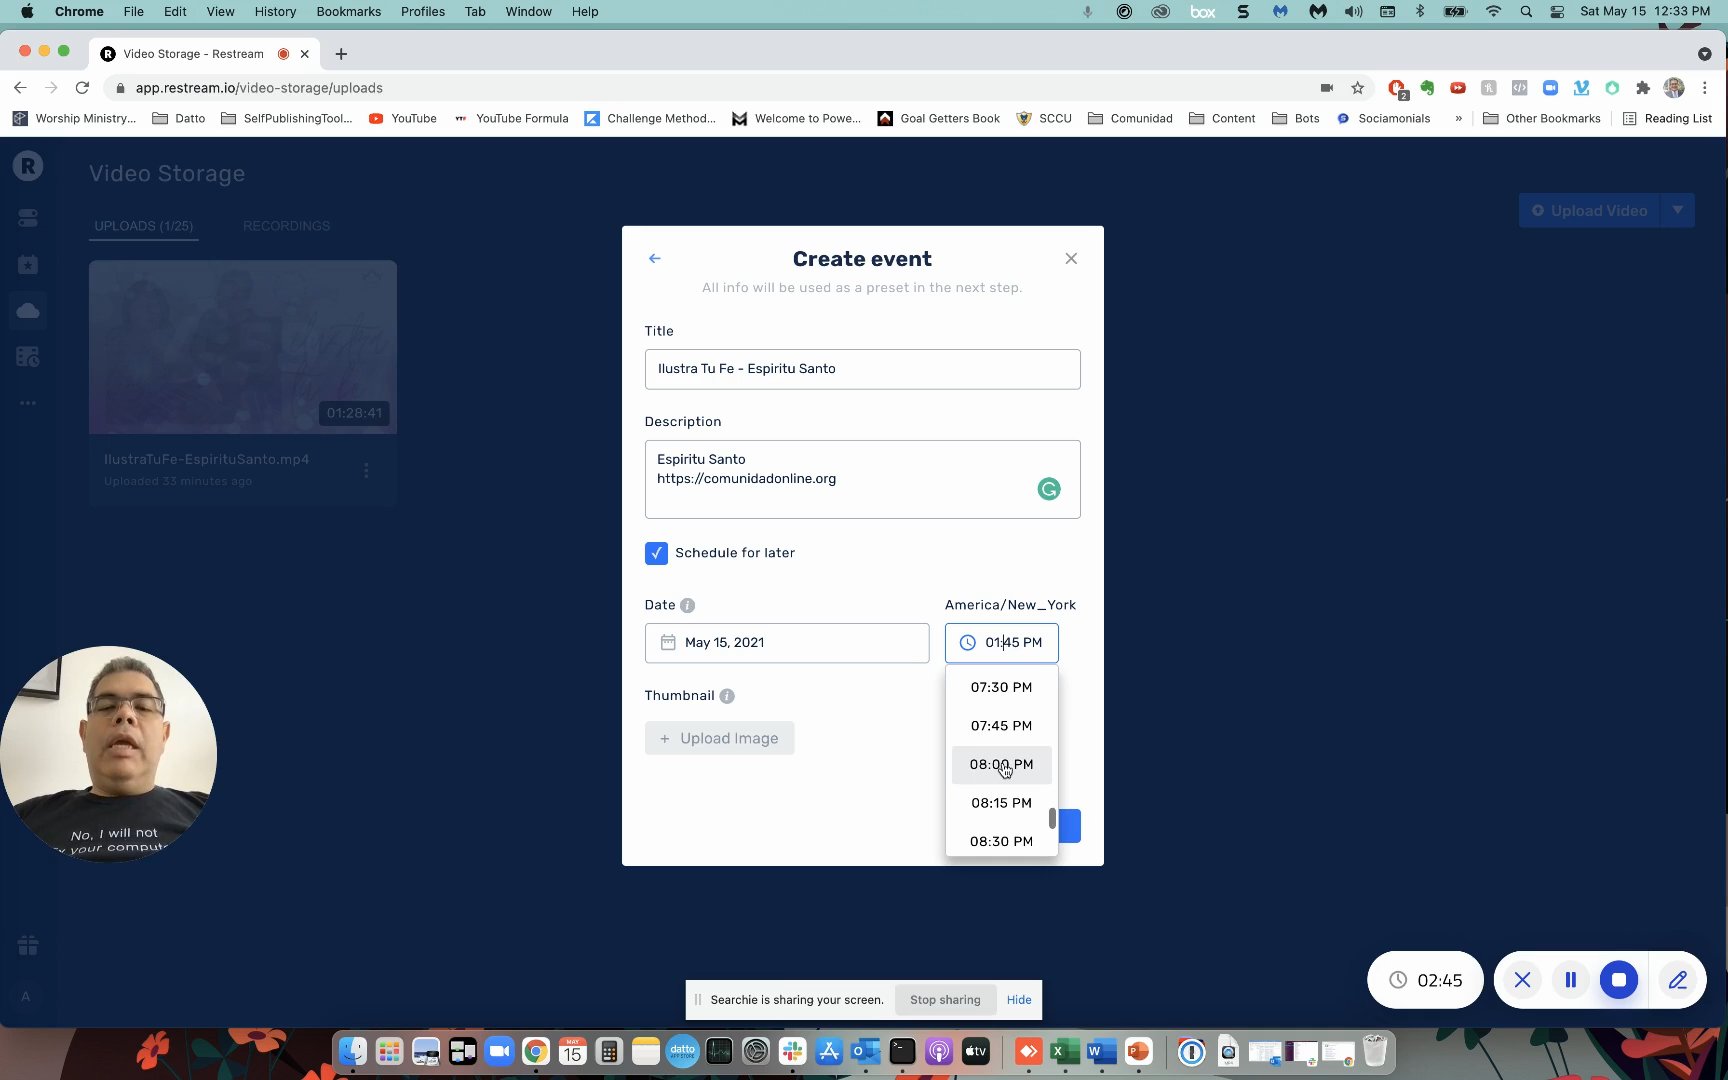 Chrome File Edit View History Bookmarks Profiles Tab Window Help
box S Sat May 15 12:33 PM
R Video Storage - Restream
app.restream.io/video-storage/uploads
2
Worship Ministry... Datto SelfPublishingTool... YouTube YouTube Formula Challenge Method... Welcome to Powe... Goal Getters Book SCCU Comunidad Content Bots Sociamonials » Other Bookmarks Reading List
R Video Storage
UPLOADS (1/25) RECORDINGS
Upload Video
01:28:41
IlustraTuFe-EspirituSanto.mp4
Uploaded 33 minutes ago
Create event
All info will be used as a preset in the next step.
Title
Ilustra Tu Fe - Espiritu Santo
Description
Espiritu Santo
https://comunidadonline.org
Schedule for later
Date America/New_York
May 15, 2021 01:45 PM
Thumbnail
+ Upload Image
07:30 PM
07:45 PM
08:00 PM
08:15 PM
08:30 PM
No, I will not
your compute
A
02:45
Searchie is sharing your screen. Stop sharing Hide
MAY
15
datto
tv
X W P